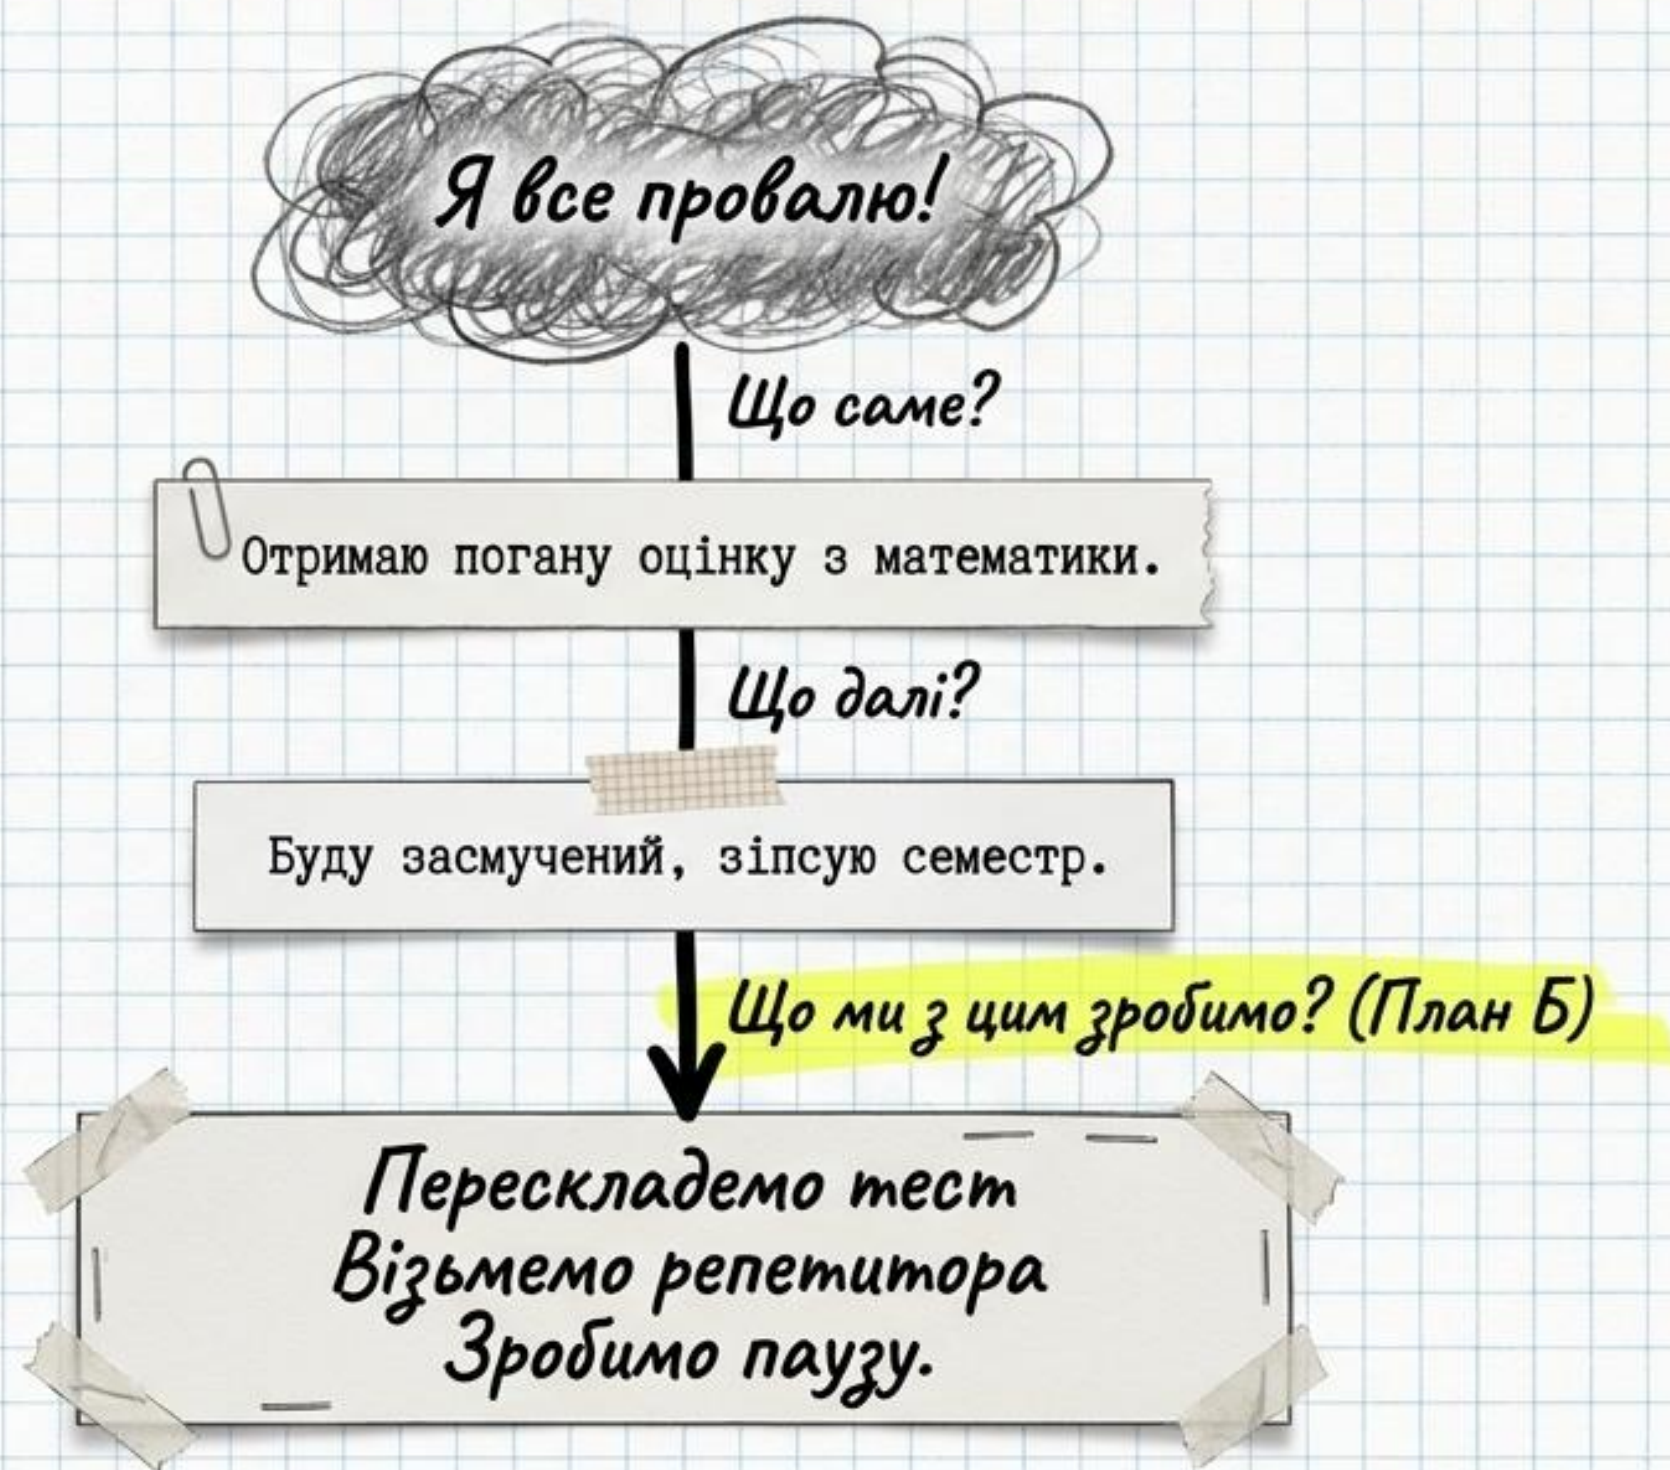 Я все провалю!
Що саме?
Отримаю погану оцінку з математики.
Що далі?
Буду засмучений, зіпсую семестр.
Що ми з цим зробимо? (План Б)
Перескладемо тест
Візьмемо репетитора
Зробимо паузу.